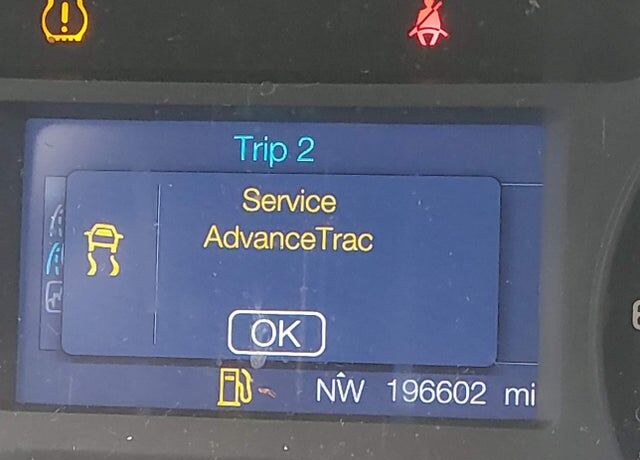 Trip 2
Service
AdvanceTrac
OK
NW 196602 mi